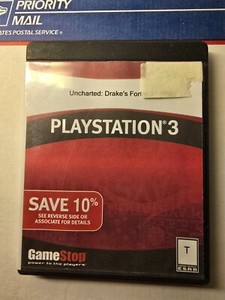 PRIORITY
MAIL
ATES POSTAL SERVICE
Uncharted: Drake's For
PLAYSTATION 3
SAVE 10%
SEE REVERSE SIDE OR
ASSOCIATE FOR DETAILS
GameStop
power to the players
T
ESRB